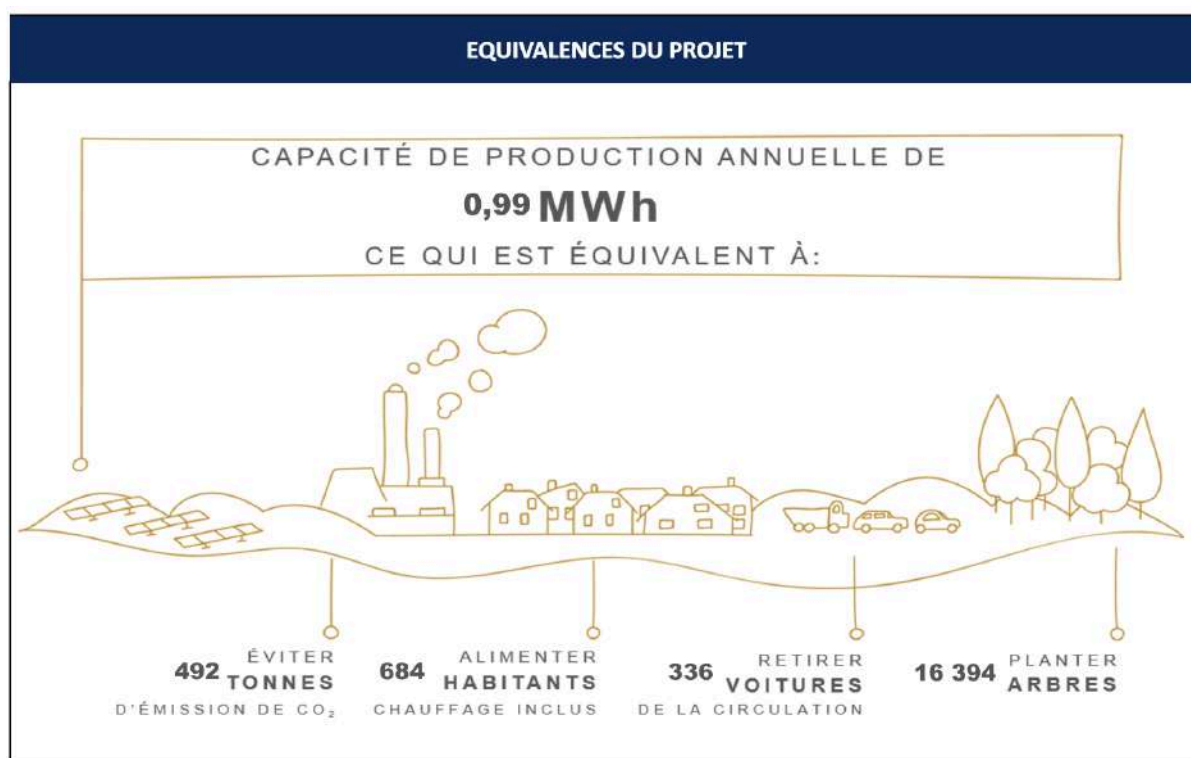 EQUIVALENCES DU PROJET
CAPACITÉ DE PRODUCTION ANNUELLE DE
0,99 MWh
CE QUI EST ÉQUIVALENT À:
ÉVITER
492 TONNES
D'ÉMISSION DE CO₂
ALIMENTER
684 HABITANTS
CHAUFFAGE INCLUS
RETIRER
336 VOITURES
DE LA CIRCULATION
PLANTER
16 394 ARBRES